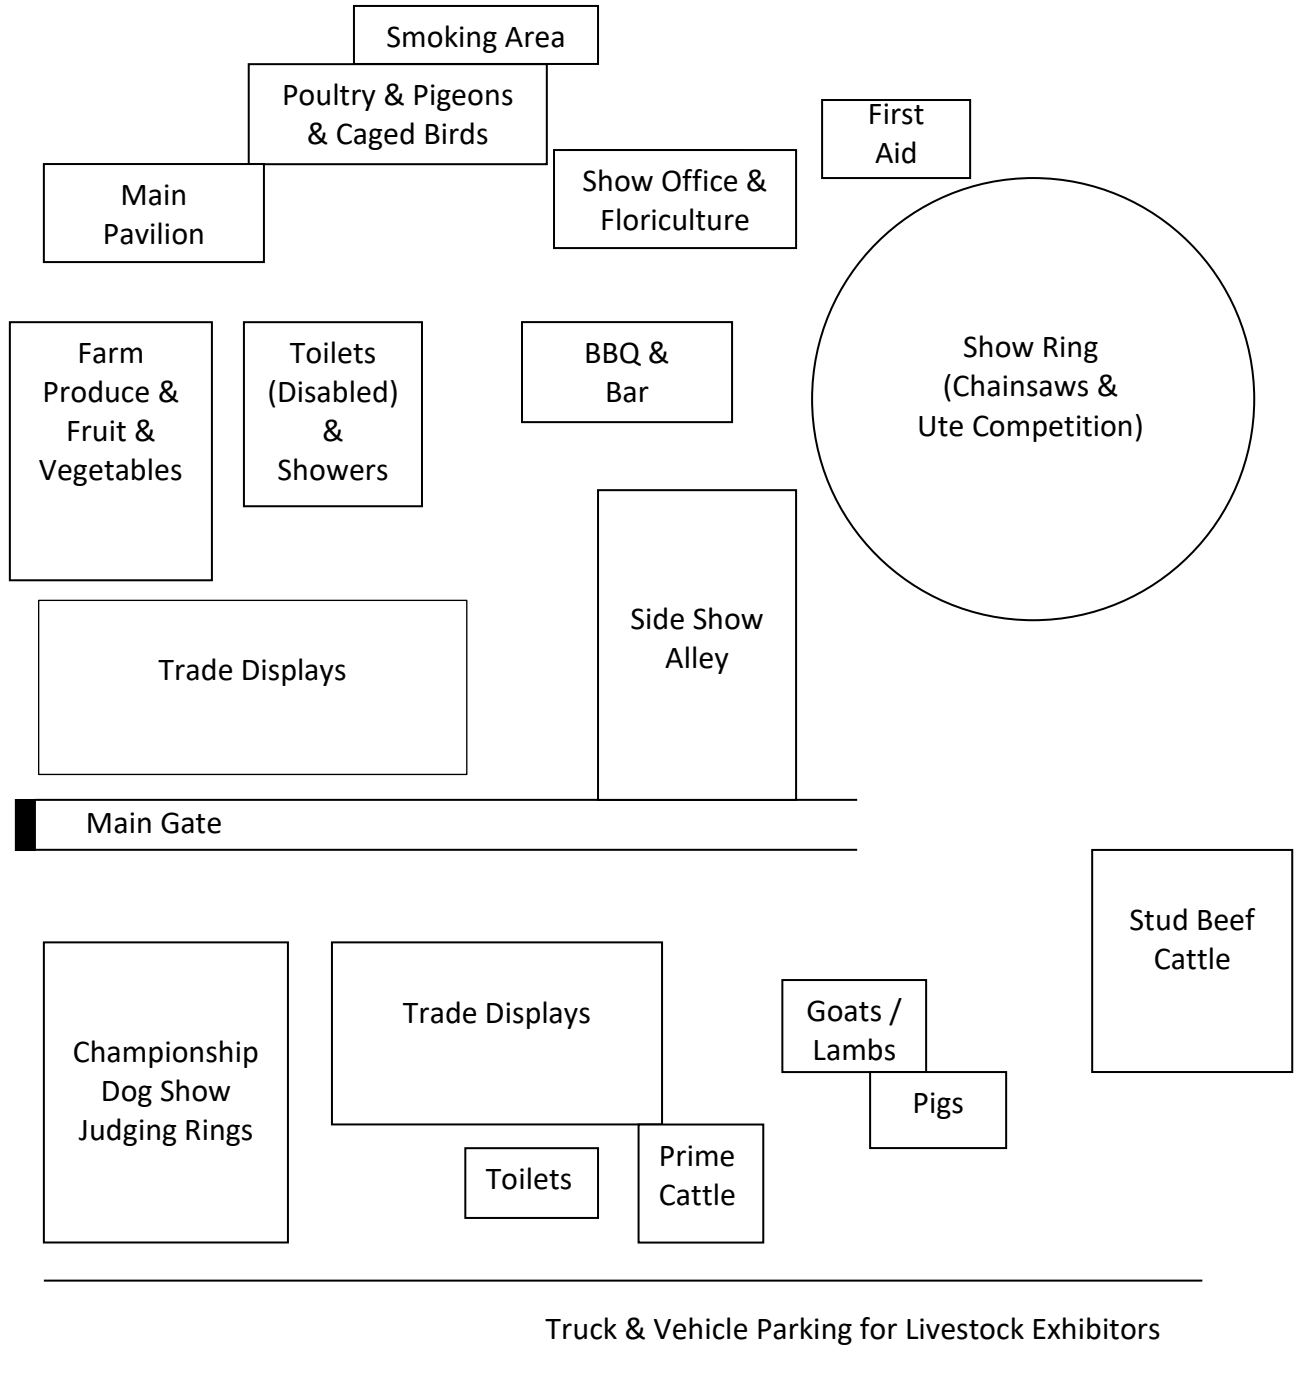 Smoking Area
Poultry & Pigeons
& Caged Birds
First
Aid
Main
Pavilion
Show Office &
Floriculture
Farm
Produce &
Fruit &
Vegetables
Toilets
(Disabled)
&
Showers
BBQ &
Bar
Show Ring
(Chainsaws &
Ute Competition)
Side Show
Alley
Trade Displays
Main Gate
Stud Beef
Cattle
Championship
Dog Show
Judging Rings
Trade Displays
Goats /
Lambs
Pigs
Toilets
Prime
Cattle
Truck & Vehicle Parking for Livestock Exhibitors